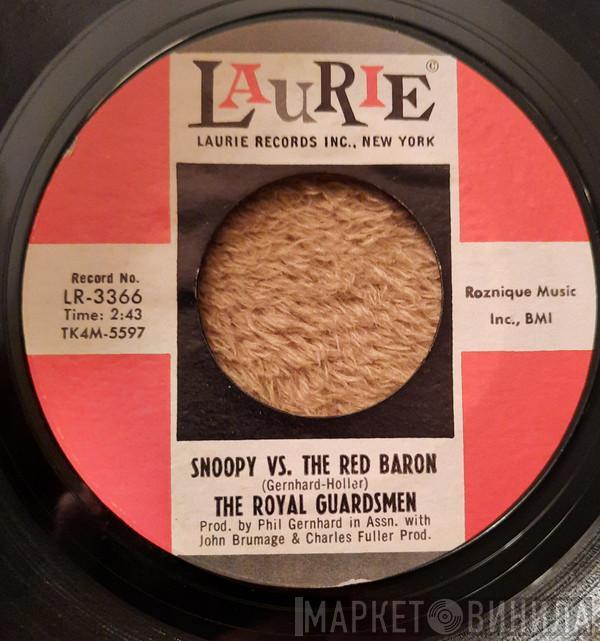 LAURIE ©
LAURIE RECORDS INC., NEW YORK
Record No.
LR-3366
Time: 2:43
TK4M-5597
Roznique Music
Inc., BMI
SNOOPY VS. THE RED BARON
(Gernhard-Holler)
THE ROYAL GUARDSMEN
Prod. by Phil Gernhard in Assn. with
John Brumage & Charles Fuller Prod.
МАРКЕТ ВИНИЛА